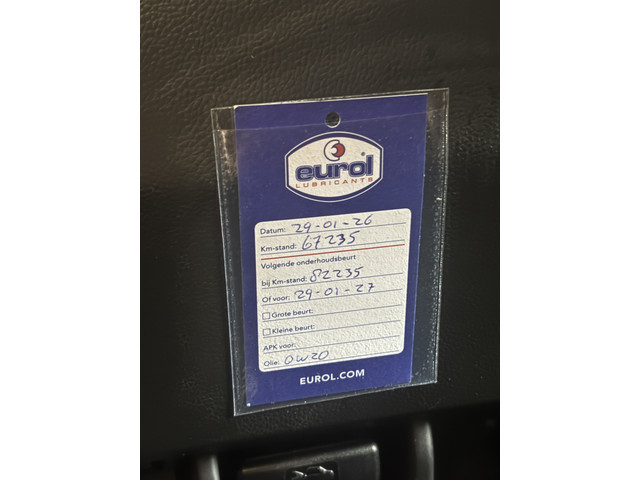 eurol
LUBRICANTS
Datum: 29-01-26
Km-stand: 67235
Volgende onderhoudsbeurt
bij Km-stand: 82235
Of voor: 29-01-27
Grote beurt:
Kleine beurt:
APK voor:
Olie: 0W20
EUROL.COM